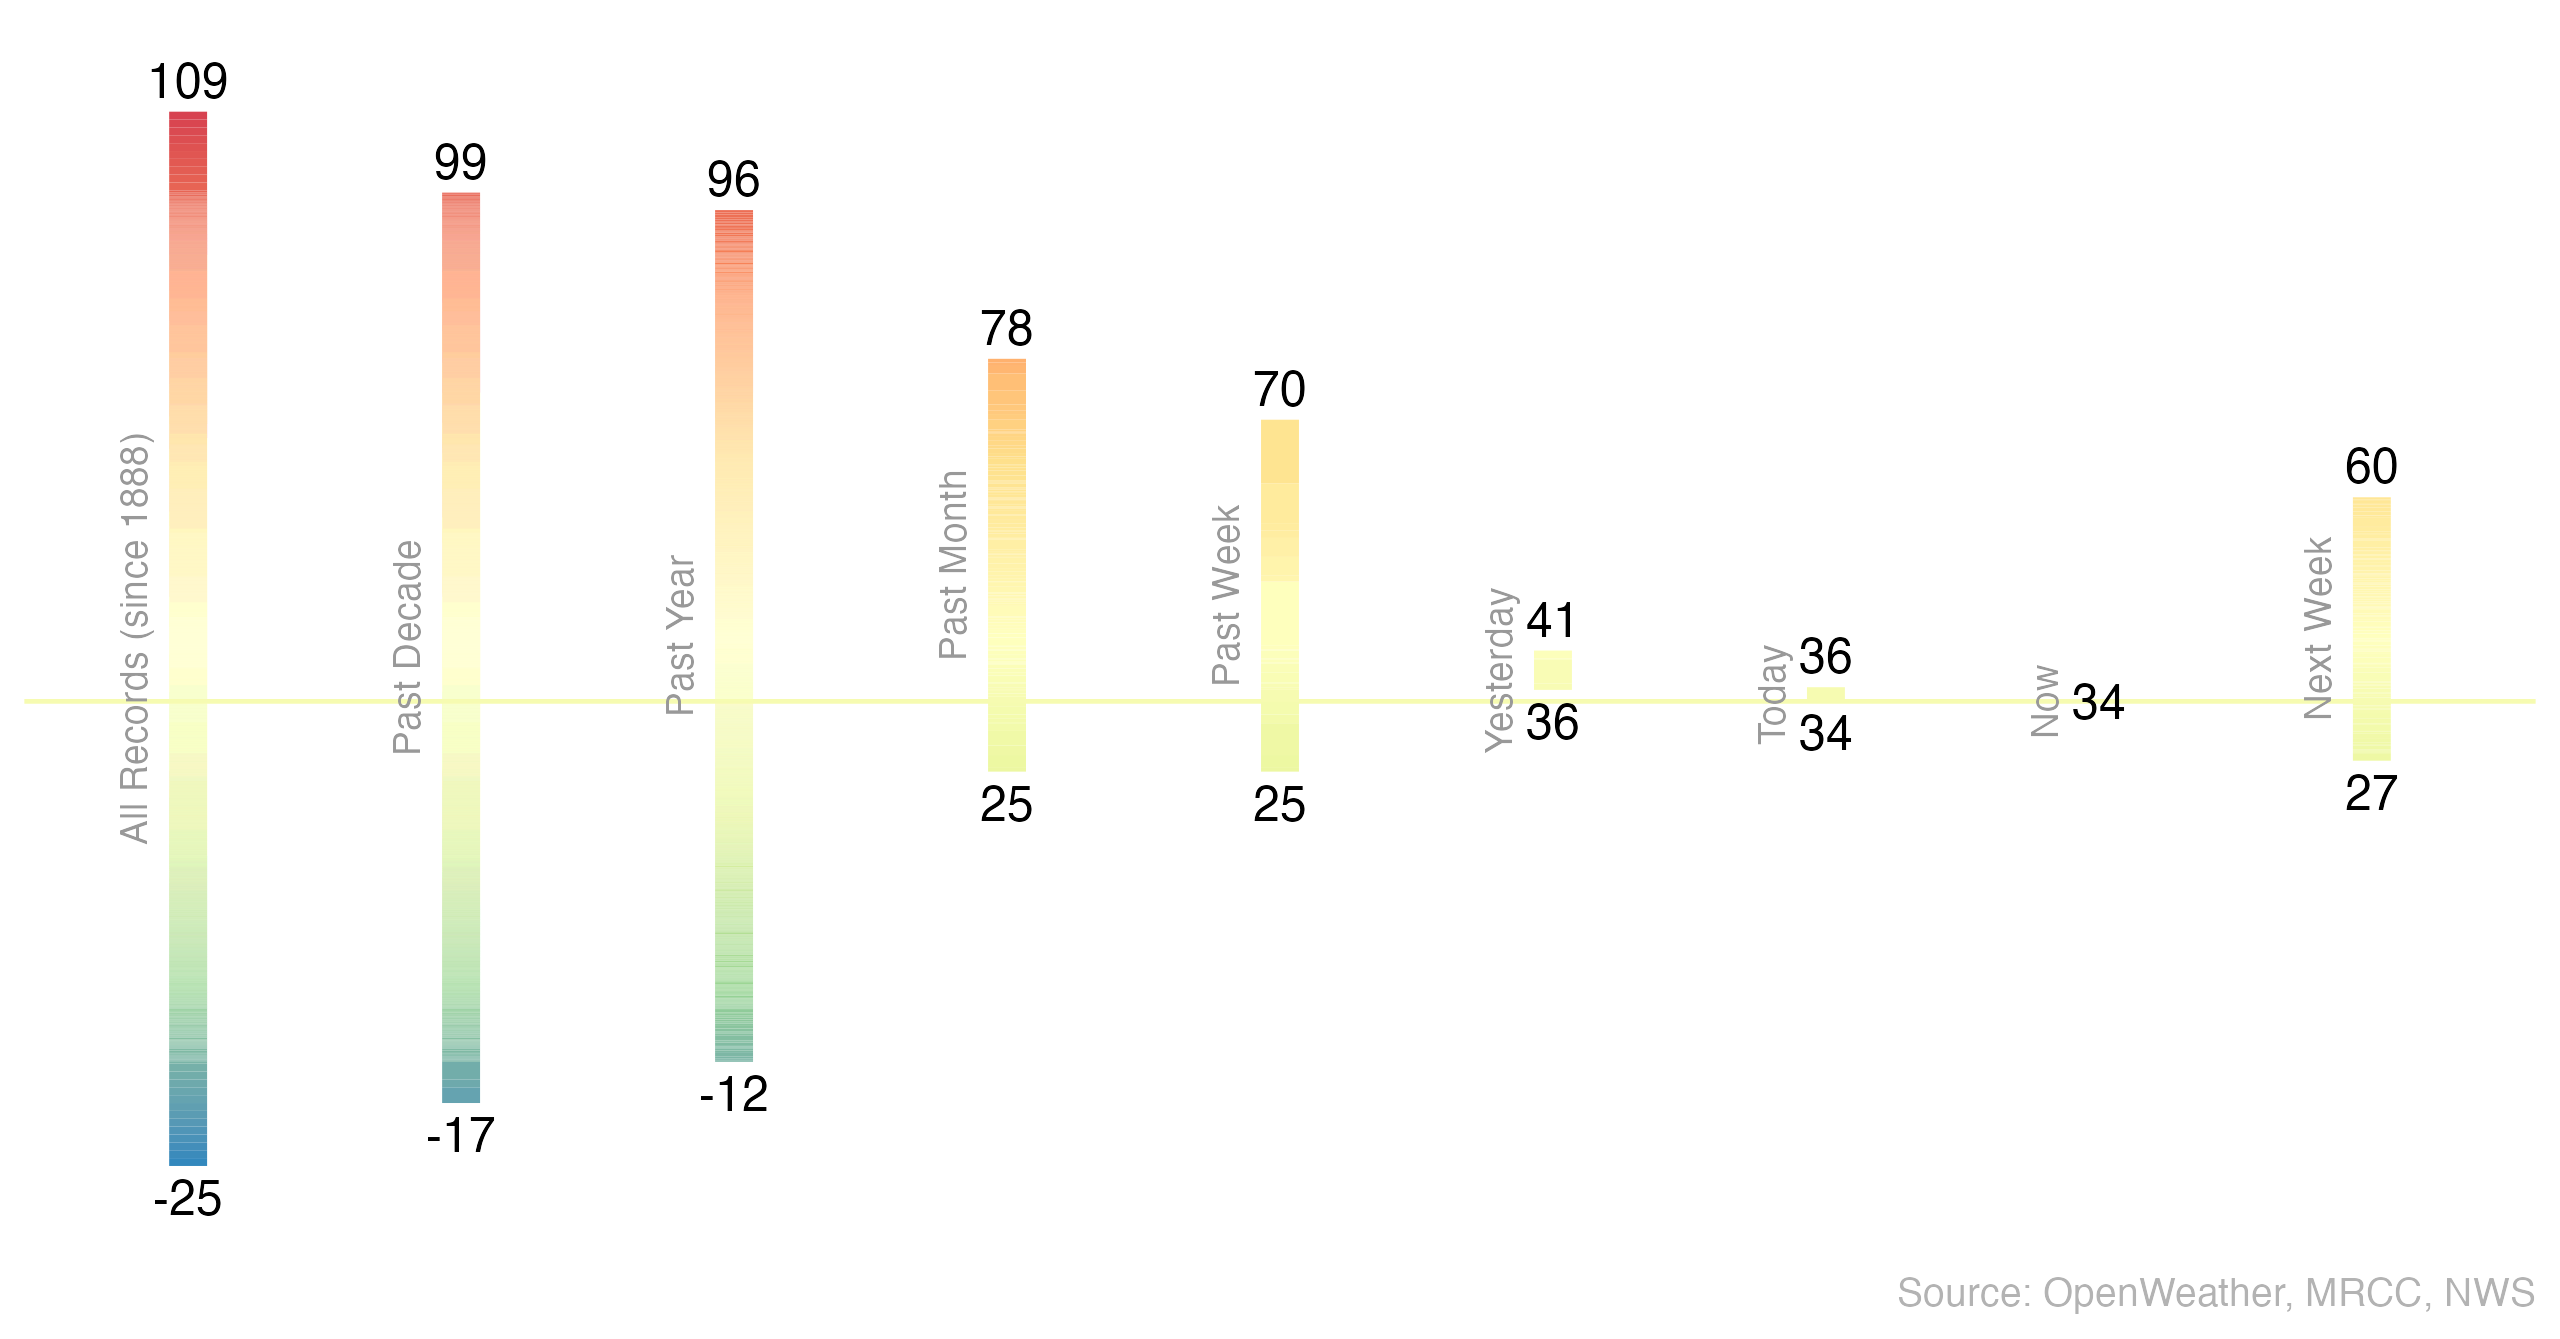 109
All Records (since 1888)
-25
99
Past Decade
-17
96
Past Year
-12
78
Past Month
25
70
Past Week
25
41
Yesterday
36
36
Today
34
Now
34
60
Next Week
27
Source: OpenWeather, MRCC, NWS